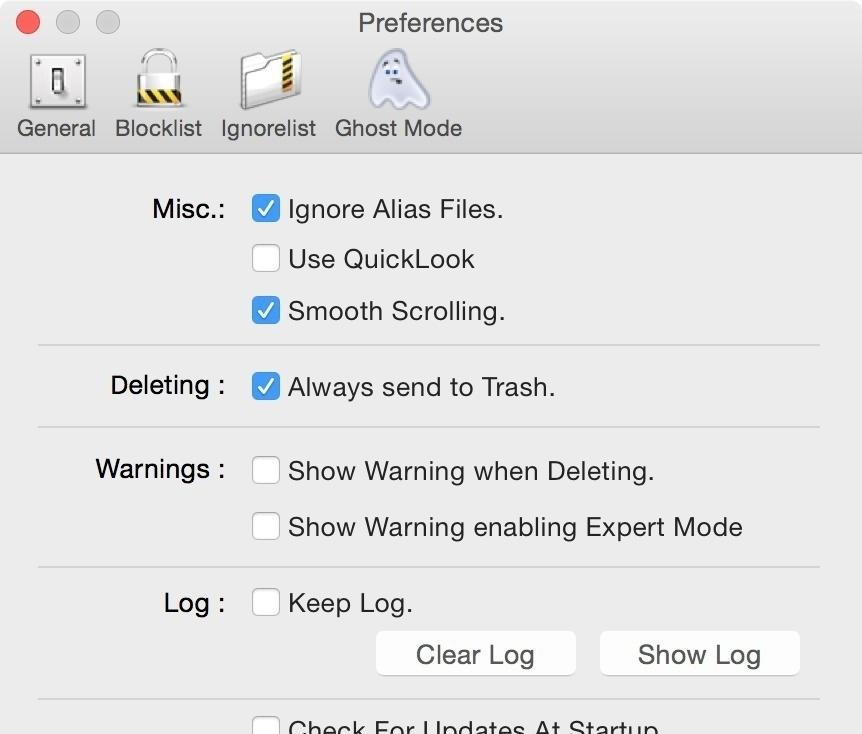 Preferences
General Blocklist Ignorelist Ghost Mode
Misc.: Ignore Alias Files.
Use QuickLook
Smooth Scrolling.
Deleting : Always send to Trash.
Warnings : Show Warning when Deleting.
Show Warning enabling Expert Mode
Log : Keep Log.
Clear Log Show Log
Check For Updates At Startup